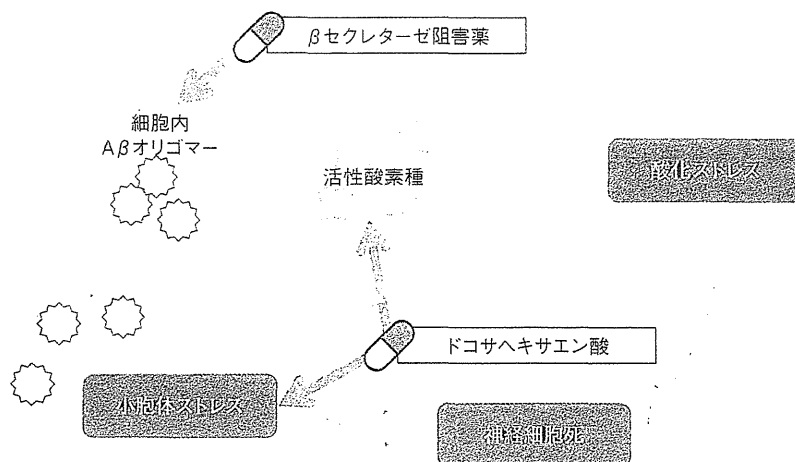 βセクレターゼ阻害薬
細胞内
Aβオリゴマー
活性酸素種
酸化ストレス
ドコサヘキサエン酸
小胞体ストレス
神経細胞死